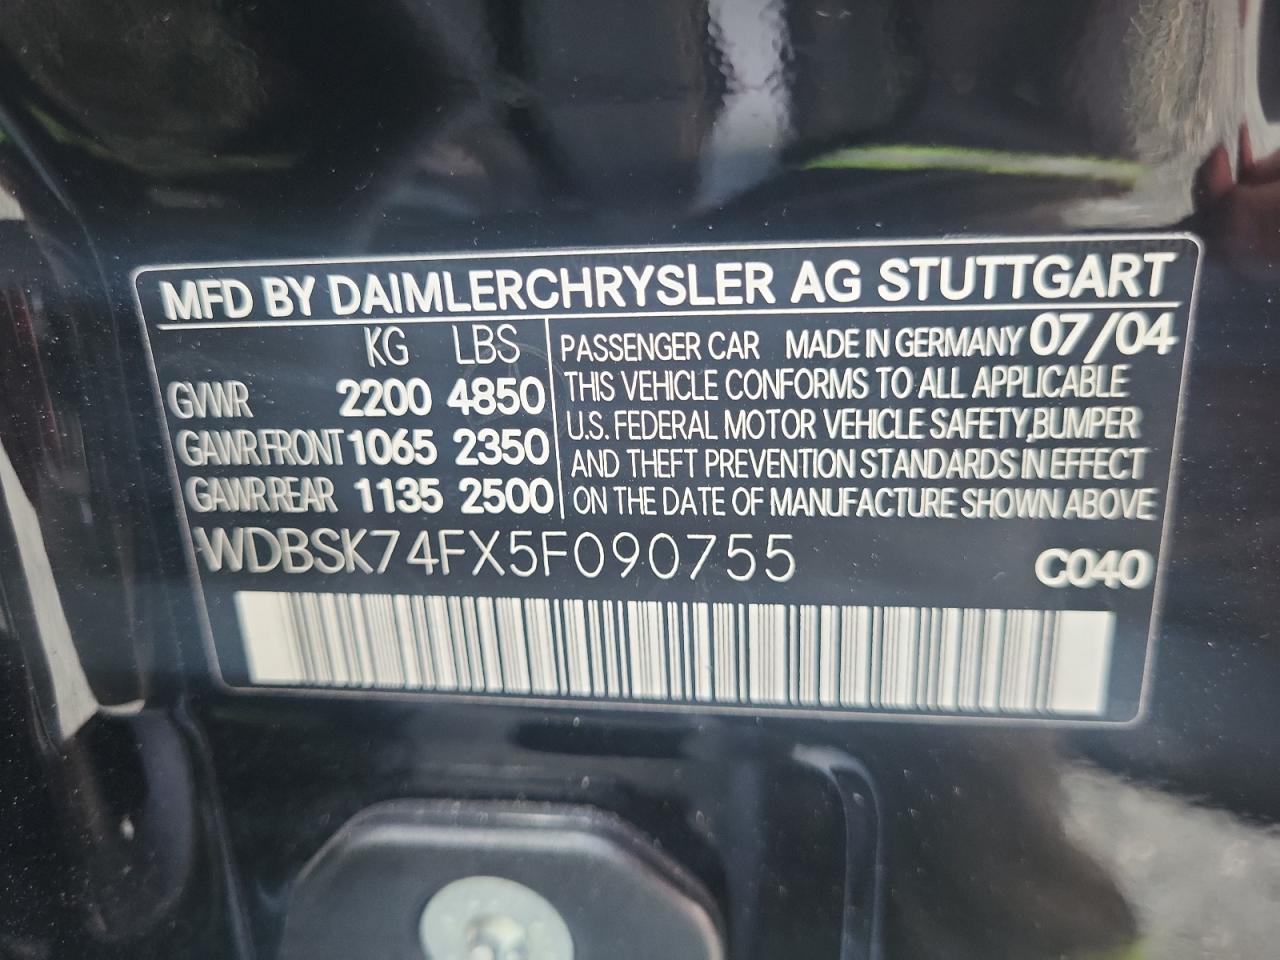 MFD BY DAIMLERCHRYSLER AG STUTTGART
KG LBS
GVWR 2200 4850
GAWR FRONT 1065 2350
GAWR REAR 1135 2500
PASSENGER CAR MADE IN GERMANY 07/04
THIS VEHICLE CONFORMS TO ALL APPLICABLE
U.S. FEDERAL MOTOR VEHICLE SAFETY,BUMPER
AND THEFT PREVENTION STANDARDS IN EFFECT
ON THE DATE OF MANUFACTURE SHOWN ABOVE
WDBSK74FX5F090755 C040